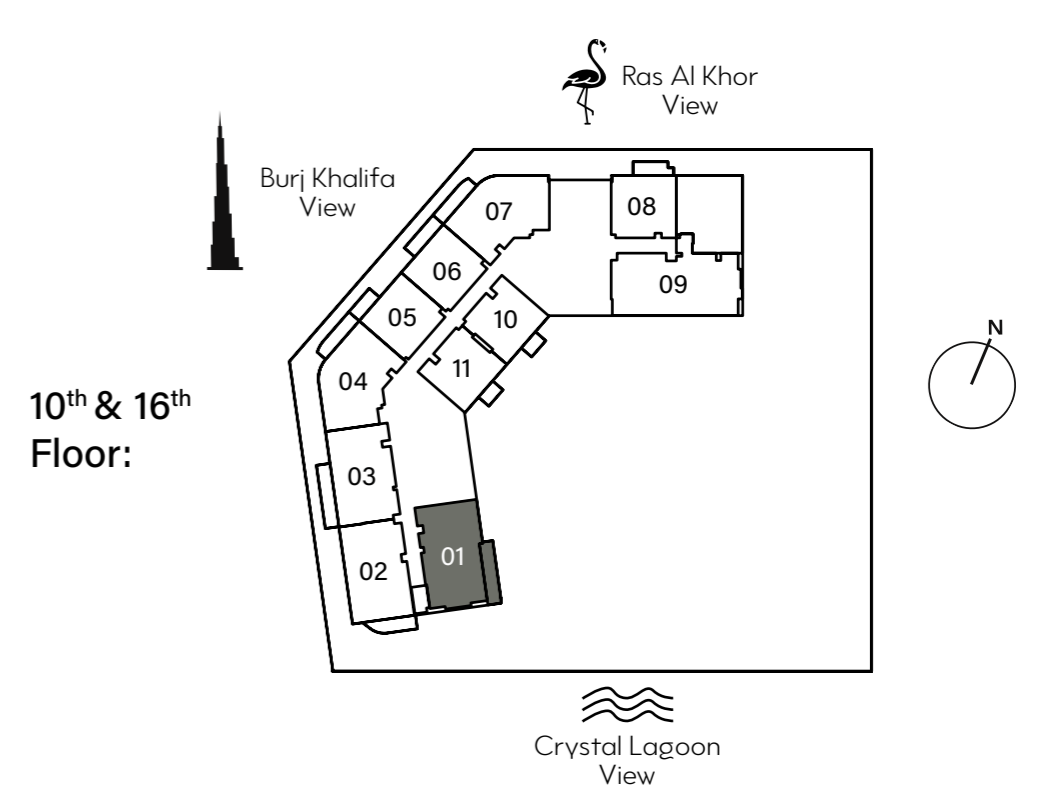 Ras Al Khor
View
Burj Khalifa
View
07
08
06
09
05
10
N
11
04
10th & 16th
Floor:
03
01
02
Crystal Lagoon
View